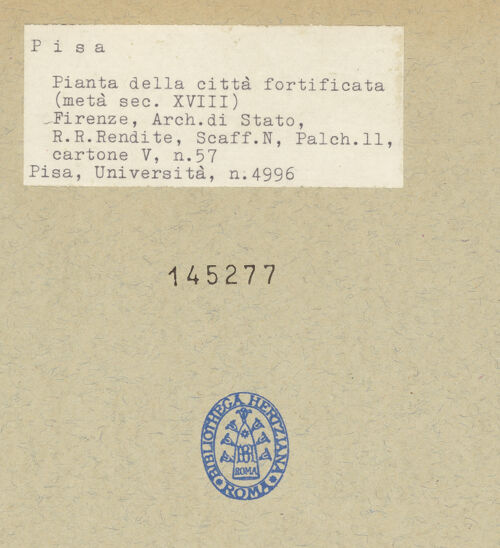 Pisa
Pianta della città fortificata
(metà sec. XVIII)
Firenze, Arch.di Stato,
R.R.Rendite, Scaff.N, Palch.11,
cartone V, n.57
Pisa, Università, n.4996
145277
BIBLIOTHECA HERTZIANA
ROMA
ROMA